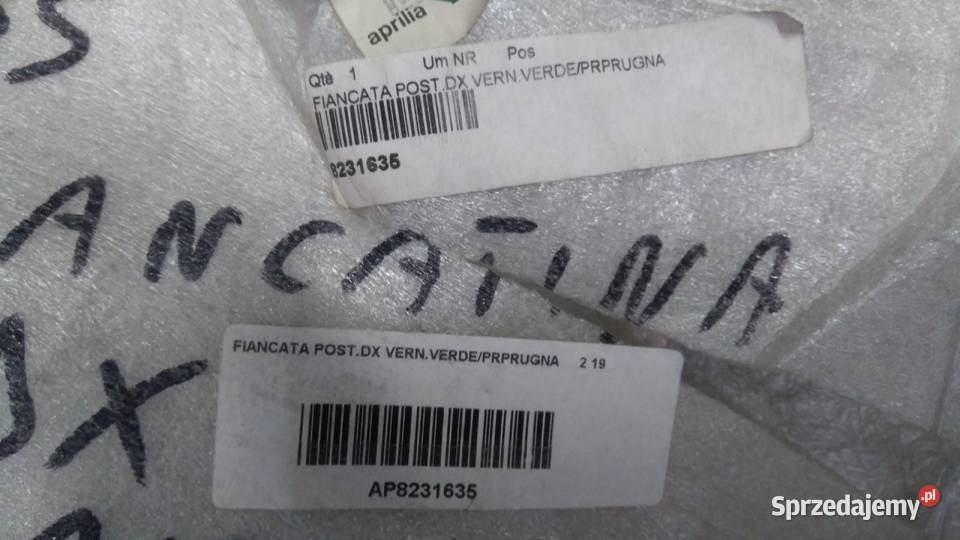 aprilia
Qtà 1 Um NR Pos
FIANCATA POST.DX VERN.VERDE/PRPRUGNA
8231635
ANCATINA
DX
FIANCATA POST.DX VERN.VERDE/PRPRUGNA 2 19
AP8231635
Sprzedajemy.pl